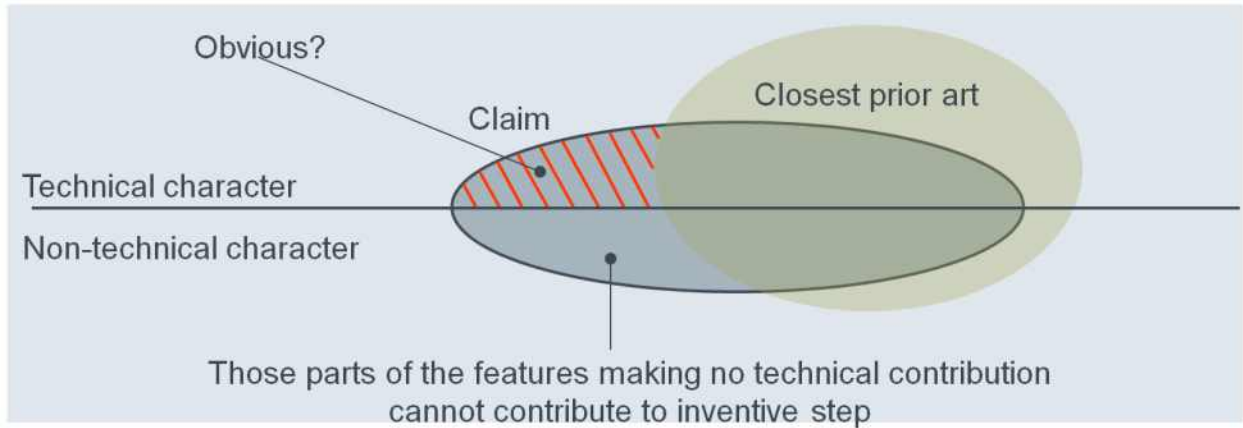 Obvious?
Closest prior art
Claim
Technical character
Non-technical character
Those parts of the features making no technical contribution
cannot contribute to inventive step